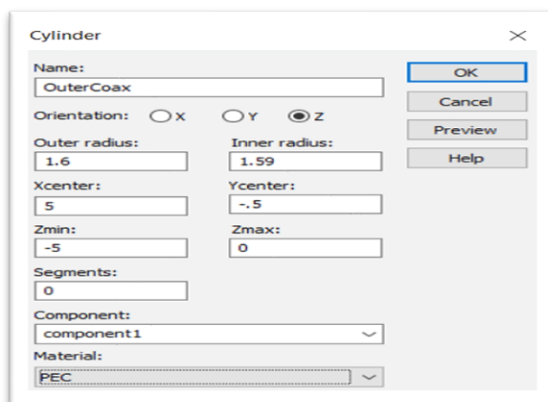 Cylinder
Name:
OuterCoax
OK
Cancel
Orientation: X Y Z
Preview
Outer radius: Inner radius:
1.6 1.59
Help
Xcenter: Ycenter:
5 -.5
Zmin: Zmax:
-5 0
Segments:
0
Component:
component1
Material:
PEC